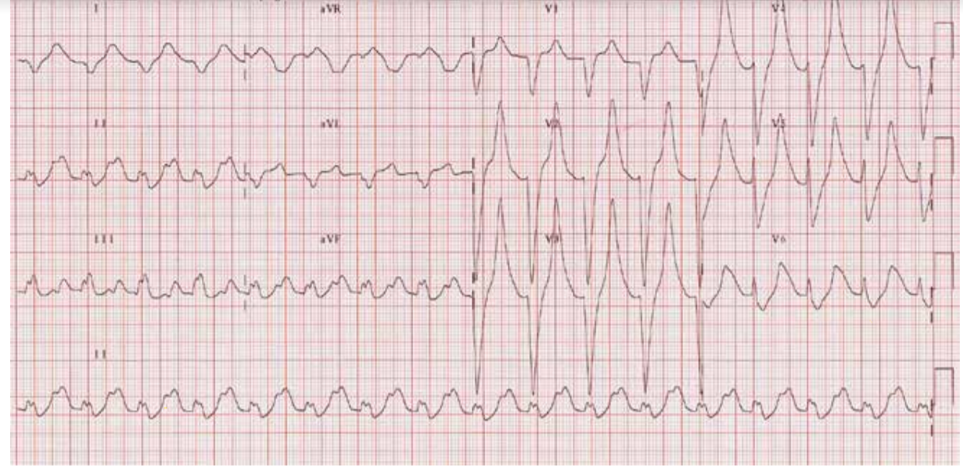 I aVR V1 V4
II aVL V2 V5
III aVF V3 V6
II